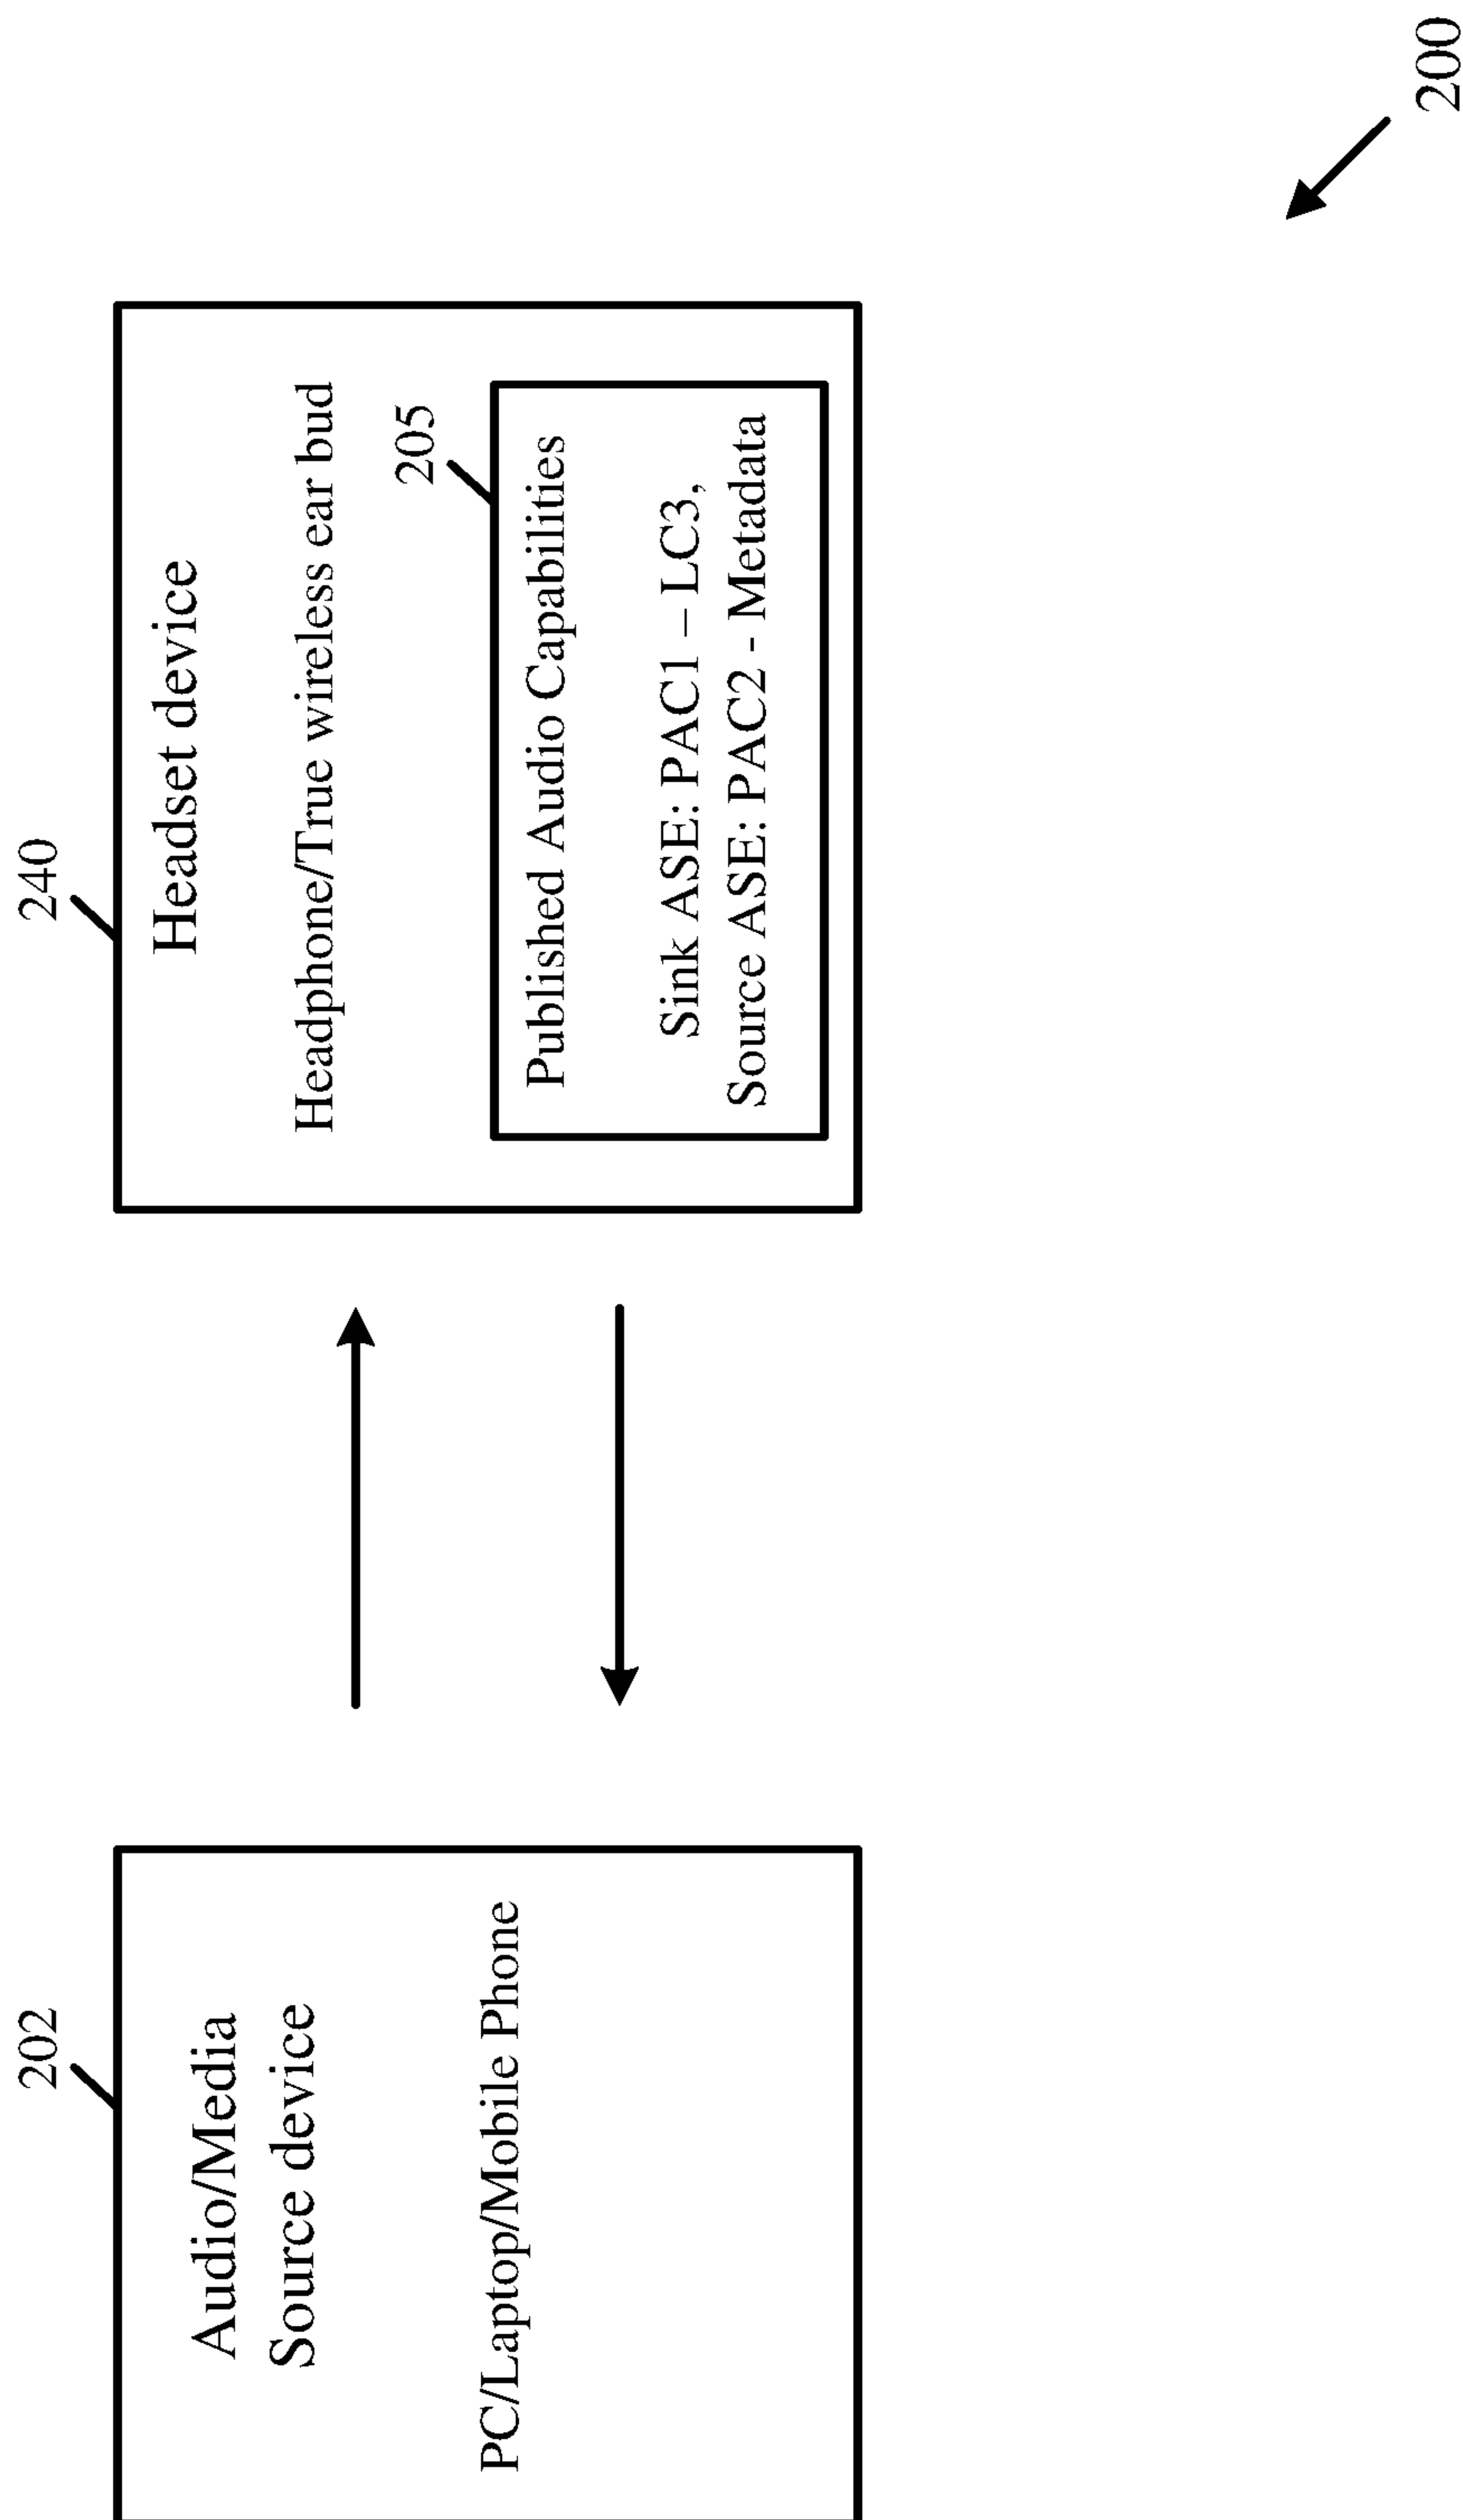 202
Audio/Media
Source device
PC/Laptop/Mobile Phone
240
Headset device
Headphone/True wireless ear bud
205
Published Audio Capabilities
Sink ASE: PAC1 – LC3,
Source ASE: PAC2 - Metadata
200